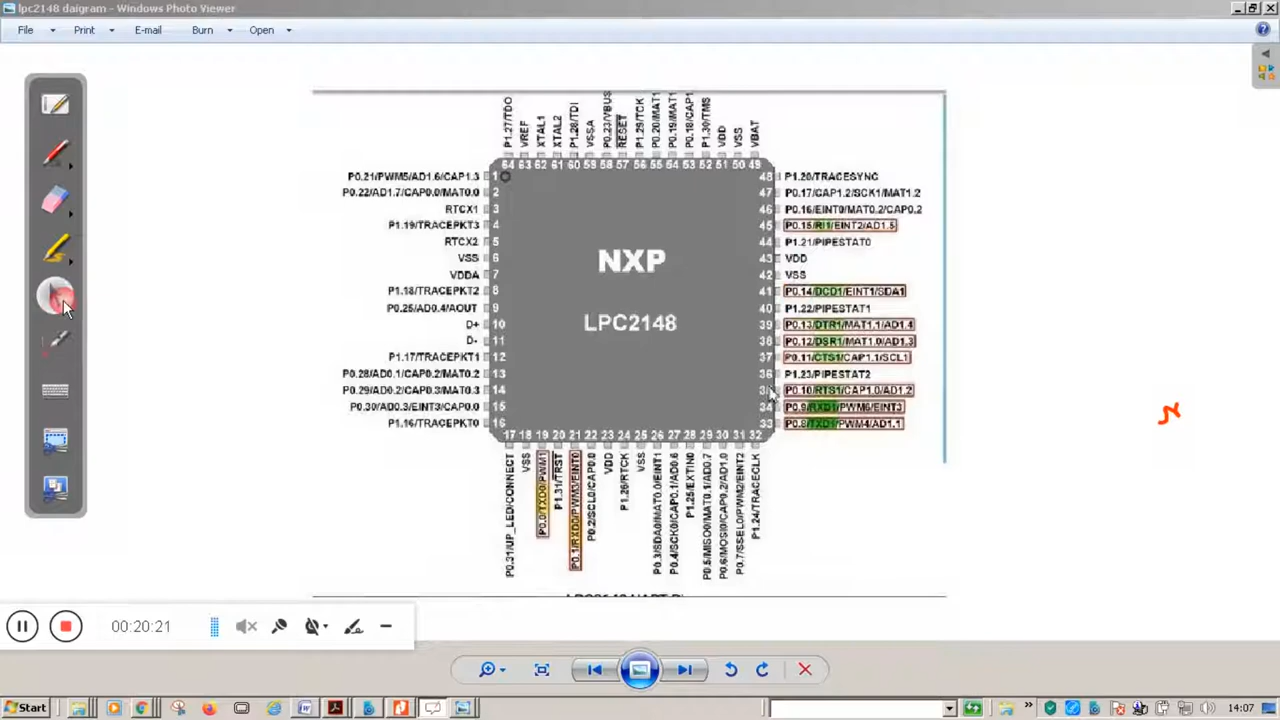 lpc2148 daigram - Windows Photo Viewer
File Print E-mail Burn Open
P1.27/TDO
VREF
XTAL1
XTAL2
P1.28/TDI
VSSA
P0.23/VBUS
RESET
P1.29/TCK
P0.20/MAT1
P0.19/MAT1
P0.18/CAP1
P1.30/TMS
VDD
VSS
VBAT
64 63 62 61 60 59 58 57 56 55 54 53 52 51 50 49
P0.21/PWM5/AD1.6/CAP1.3 1
P0.22/AD1.7/CAP0.0/MAT0.0 2
RTCX1 3
P1.19/TRACEPKT3 4
RTCX2 5
VSS 6
VDDA 7
P1.18/TRACEPKT2 8
P0.25/AD0.4/AOUT 9
D+ 10
D- 11
P1.17/TRACEPKT1 12
P0.28/AD0.1/CAP0.2/MAT0.2 13
P0.29/AD0.2/CAP0.3/MAT0.3 14
P0.30/AD0.3/EINT3/CAP0.0 15
P1.16/TRACEPKT0 16
NXP
LPC2148
48 P1.20/TRACESYNC
47 P0.17/CAP1.2/SCK1/MAT1.2
46 P0.16/EINT0/MAT0.2/CAP0.2
45 P0.15/RI1/EINT2/AD1.5
44 P1.21/PIPESTAT0
43 VDD
42 VSS
41 P0.14/DCD1/EINT1/SDA1
40 P1.22/PIPESTAT1
39 P0.13/DTR1/MAT1.1/AD1.4
38 P0.12/DSR1/MAT1.0/AD1.3
37 P0.11/CTS1/CAP1.1/SCL1
36 P1.23/PIPESTAT2
P0.10/RTS1/CAP1.0/AD1.2
34 P0.9/RXD1/PWM6/EINT3
33 P0.8/TXD1/PWM4/AD1.1
17 18 19 20 21 22 23 24 25 26 27 28 29 30 31 32
P0.31/UP_LED/CONNECT
VSS
P0.0/TXD0/PWM1
P1.31/TRST
P0.1/RXD0/PWM3/EINT0
P0.2/SCL0/CAP0.0
VDD
P1.26/RTCK
VSS
P0.3/SDA0/MAT0.0/EINT1
P0.4/SCK0/CAP0.1/AD0.6
P1.25/EXTIN0
P0.5/MISO0/MAT0.1/AD0.7
P0.6/MOSI0/CAP0.2/AD1.0
P0.7/SSEL0/PWM2/EINT2
P1.24/TRACECLK
00:20:21
Start
14:07